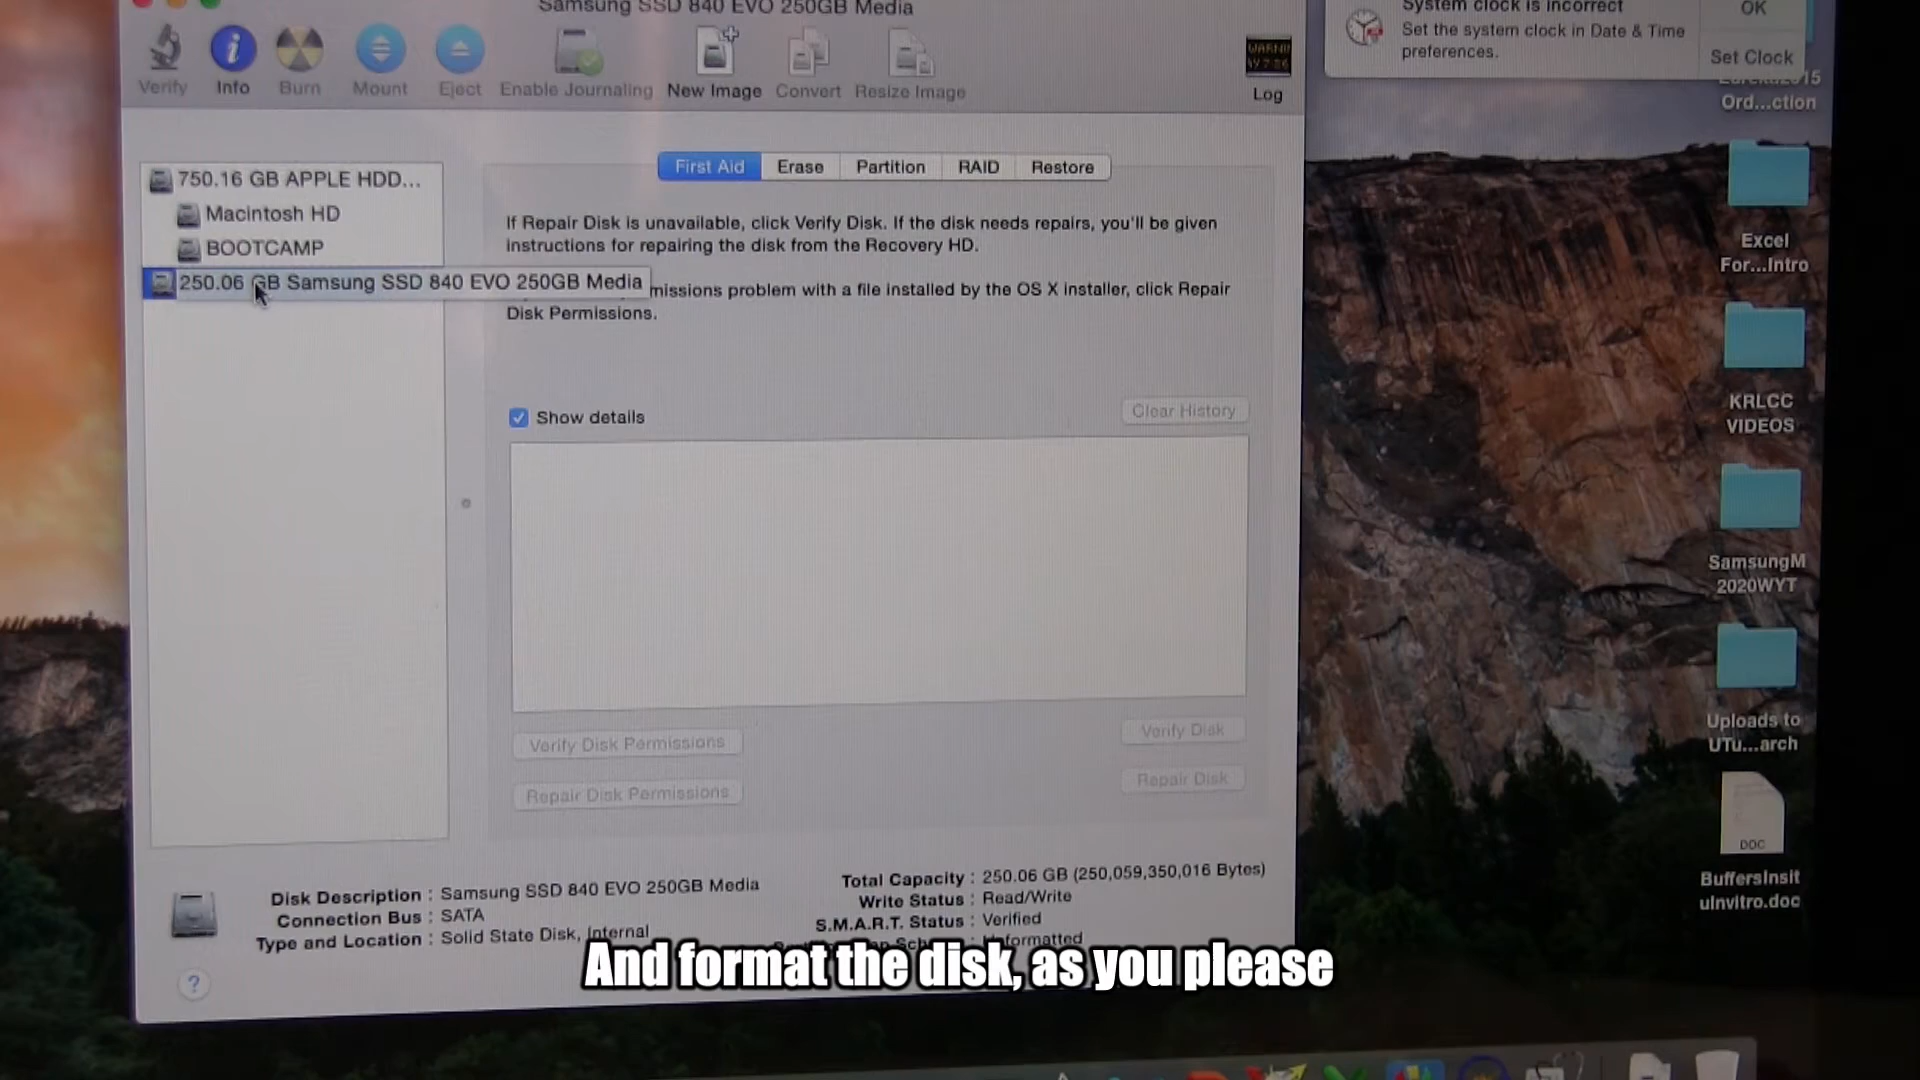 Samsung SSD 840 EVO 250GB Media
Verify
Info
Burn
Mount
Eject
Enable Journaling
New Image
Convert
Resize Image
WARNI
Log
System clock is incorrect
Set the system clock in Date & Time
preferences.
OK
Set Clock
First Aid
Erase
Partition
RAID
Restore
750.16 GB APPLE HDD...
Macintosh HD
BOOTCAMP
250.06 GB Samsung SSD 840 EVO 250GB Media
If Repair Disk is unavailable, click Verify Disk. If the disk needs repairs, you'll be given
instructions for repairing the disk from the Recovery HD.
missions problem with a file installed by the OS X installer, click Repair
Disk Permissions.
Show details
Clear History
Verify Disk Permissions
Verify Disk
Repair Disk Permissions
Repair Disk
Disk Description : Samsung SSD 840 EVO 250GB Media
Connection Bus : SATA
Type and Location : Solid State Disk, Internal
Total Capacity : 250.06 GB (250,059,350,016 Bytes)
Write Status : Read/Write
S.M.A.R.T. Status : Verified
Unformatted
?
And format the disk, as you please
Ord...ction
Excel
For...Intro
KRLCC
VIDEOS
SamsungM
2020WYT
Uploads to
UTu...arch
DOC
BuffersInsit
uInvitro.doc